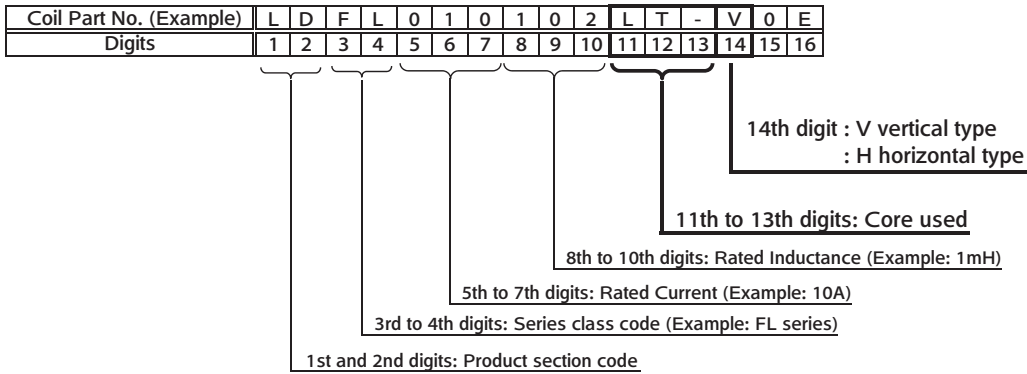 Coil Part No. (Example) L D F L 0 1 0 1 0 2 L T - V 0 E
Digits 1 2 3 4 5 6 7 8 9 10 11 12 13 14 15 16
14th digit : V vertical type
: H horizontal type
11th to 13th digits: Core used
8th to 10th digits: Rated Inductance (Example: 1mH)
5th to 7th digits: Rated Current (Example: 10A)
3rd to 4th digits: Series class code (Example: FL series)
1st and 2nd digits: Product section code